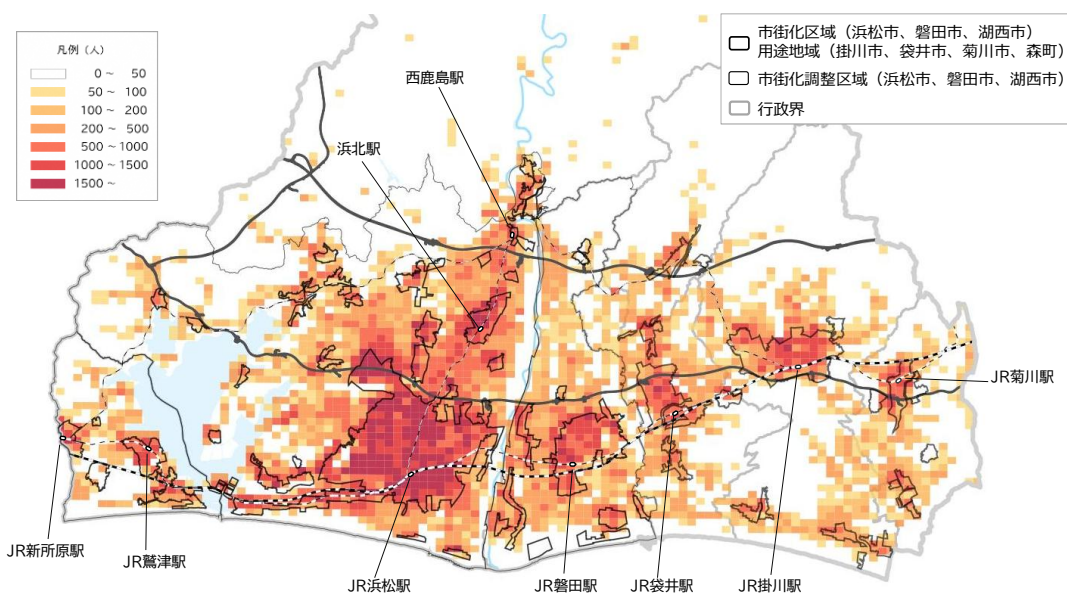 凡例（人）
0 ～ 50
50 ～ 100
100 ～ 200
200 ～ 500
500 ～ 1000
1000 ～ 1500
1500 ～
市街化区域（浜松市、磐田市、湖西市）
用途地域（掛川市、袋井市、菊川市、森町）
市街化調整区域（浜松市、磐田市、湖西市）
行政界
西鹿島駅
浜北駅
JR菊川駅
JR新所原駅
JR鷲津駅
JR浜松駅
JR磐田駅
JR袋井駅
JR掛川駅